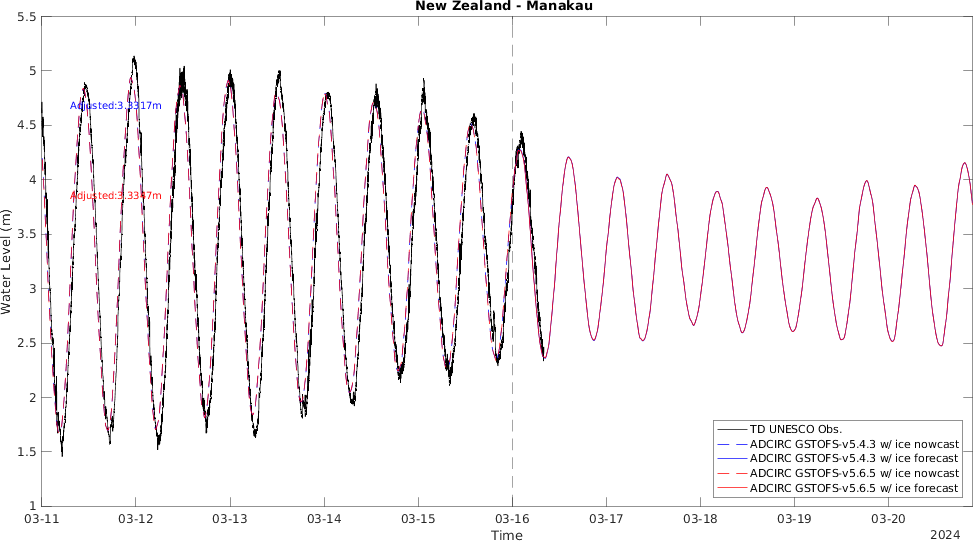 New Zealand - Manakau
5.5
5
4.5
4
3.5
3
2.5
2
1.5
1
Water Level (m)
Adjusted:3.3317m
Adjusted:3.3347m
TD UNESCO Obs.
ADCIRC GSTOFS-v5.4.3 w/ ice nowcast
ADCIRC GSTOFS-v5.4.3 w/ ice forecast
ADCIRC GSTOFS-v5.6.5 w/ ice nowcast
ADCIRC GSTOFS-v5.6.5 w/ ice forecast
03-11 03-12 03-13 03-14 03-15 03-16 03-17 03-18 03-19 03-20
Time
2024